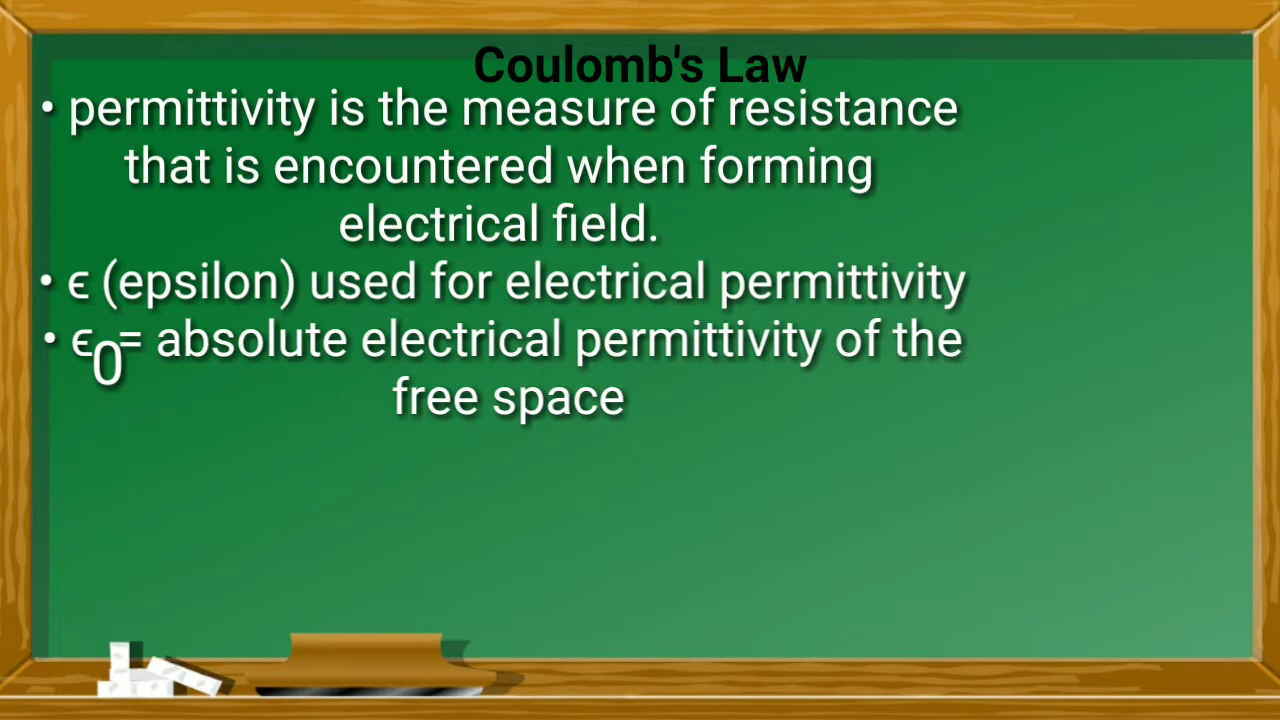 Coulomb's Law
• permittivity is the measure of resistance
that is encountered when forming
electrical field.
• ϵ (epsilon) used for electrical permittivity
• ϵ0= absolute electrical permittivity of the
free space